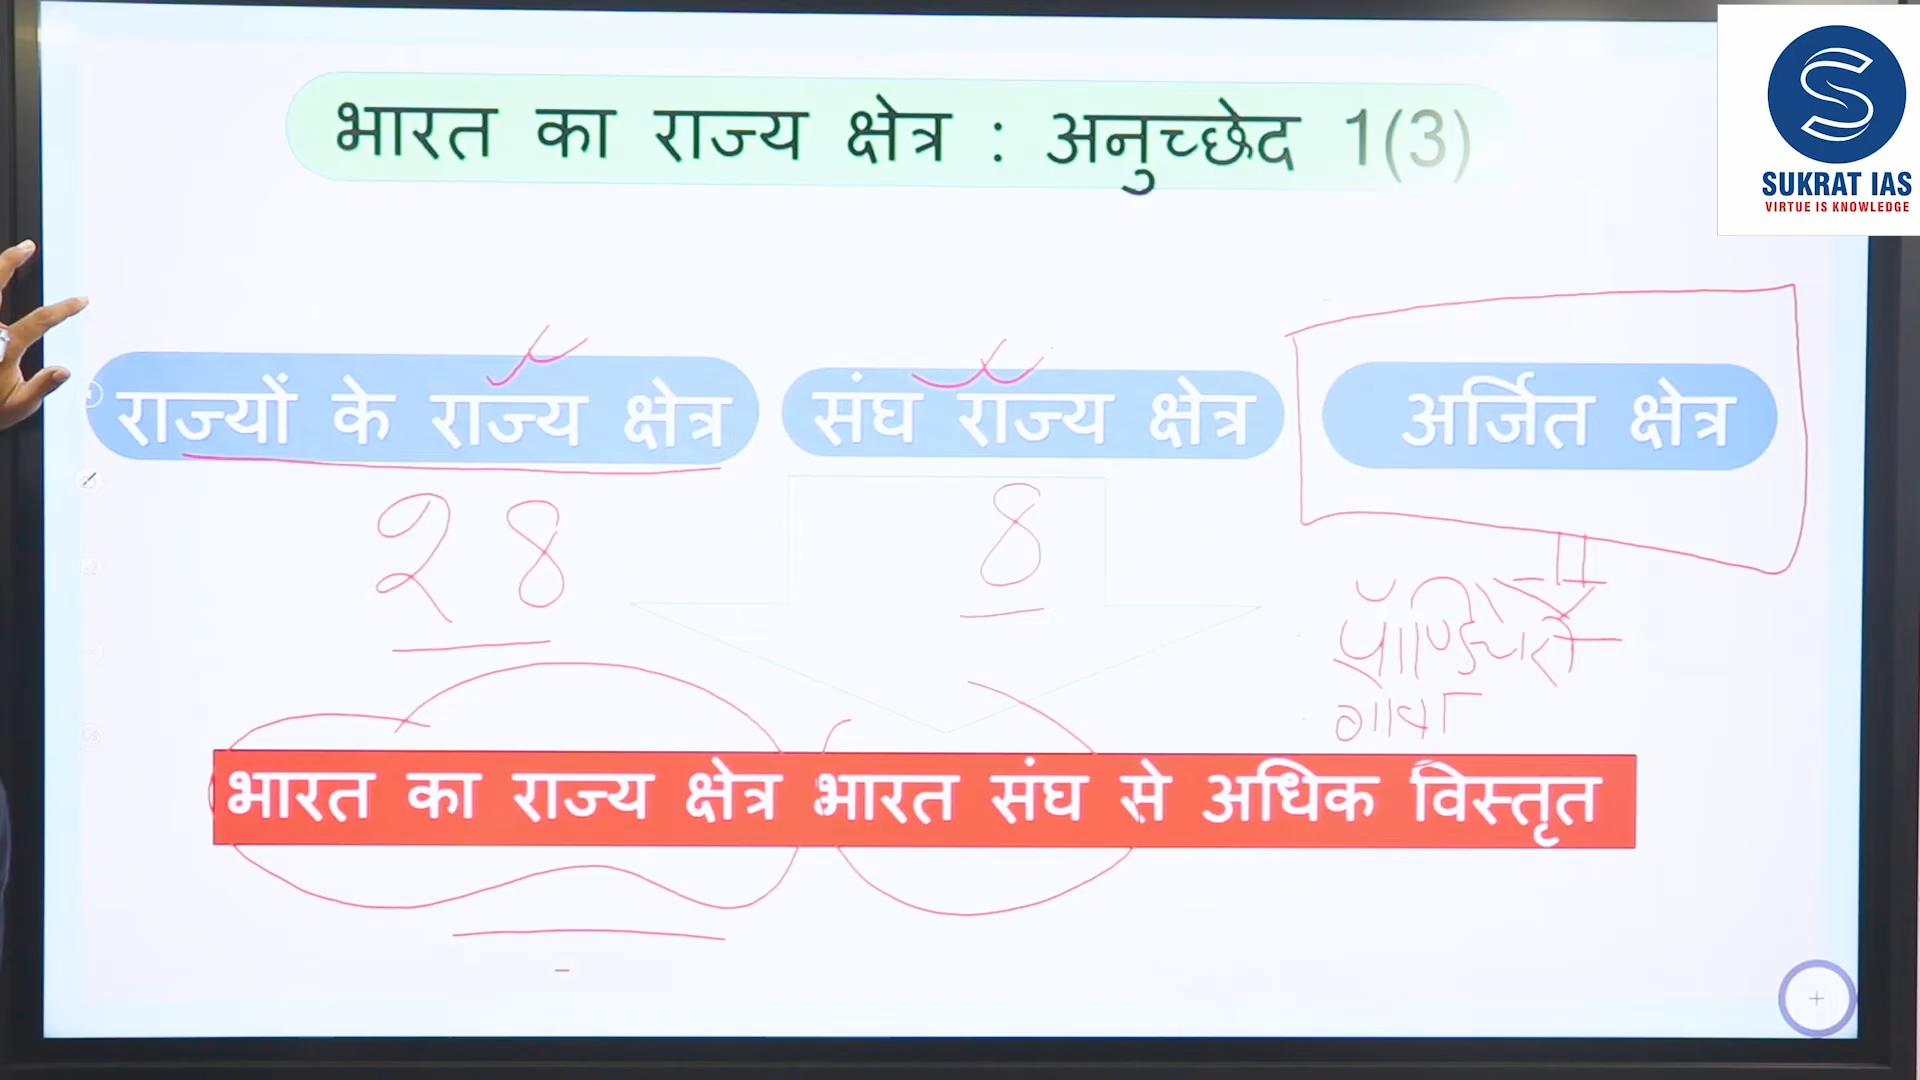 भारत का राज्य क्षेत्र : अनुच्छेद 1(3)
SUKRAT IAS
VIRTUE IS KNOWLEDGE
राज्यों के राज्य क्षेत्र
संघ राज्य क्षेत्र
अर्जित क्षेत्र
28
8
पॉण्डिचेरी
गोवा
भारत का राज्य क्षेत्र भारत संघ से अधिक विस्तृत